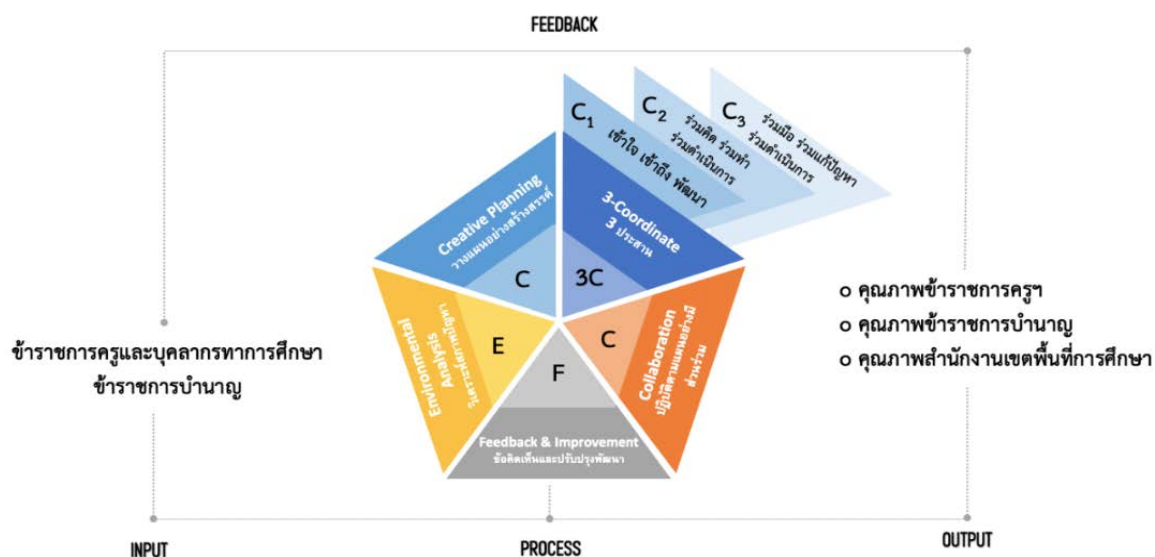 FEEDBACK
C1
เข้าใจ เข้าถึง พัฒนา
C2
ร่วมคิด ร่วมทำ
ร่วมดำเนินการ
C3
ร่วมมือ ร่วมแก้ปัญหา
ร่วมดำเนินการ
Creative Planning
วางแผนอย่างสร้างสรรค์
C
3-Coordinate
3 ประสาน
3C
Environmental
Analysis
วิเคราะห์สภาพปัญหา
E
C
Collaboration
ปฏิบัติตามแผนอย่างมี
ส่วนร่วม
F
Feedback & Improvement
ข้อคิดเห็นและปรับปรุงพัฒนา
ข้าราชการครูและบุคลากรทาการศึกษา
ข้าราชการบำนาญ
คุณภาพข้าราชการครูฯ
คุณภาพข้าราชการบำนาญ
คุณภาพสำนักงานเขตพื้นที่การศึกษา
INPUT
PROCESS
OUTPUT